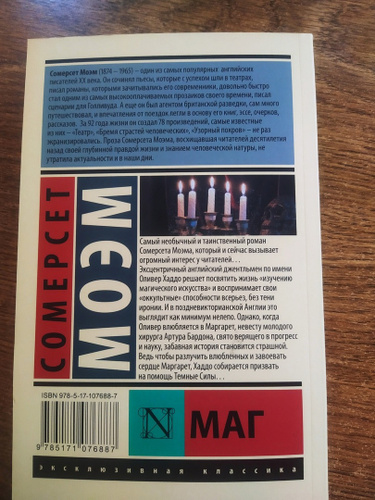 Сомерсет Моэм (1874 – 1965) – один из самых популярных английских
писателей XX века. Он сочинял пьесы, которые с успехом шли в театрах,
писал романы, которыми зачитывались его современники, довольно быстро
стал одним из самых высокооплачиваемых прозаиков своего времени, писал
сценарии для Голливуда. А еще он был агентом британской разведки, сам много
путешествовал, и впечатления от поездок легли в основу его книг, эссе, очерков,
рассказов. За 92 года жизни он создал 78 произведений, самые известные
из них – «Театр», «Бремя страстей человеческих», «Узорный покров» – не раз
экранизировались. Проза Сомерсета Моэма, восхищавшая читателей десятилетия
назад своей глубинной правдой жизни и знанием человеческой натуры, не
утратила актуальности и в наши дни.
СОМЕРСЕТ
МОЭМ
Самый необычный и таинственный роман
Сомерсета Моэма, который и сейчас вызывает
огромный интерес у читателей…
Эксцентричный английский джентльмен по имени
Оливер Хаддо решает посвятить жизнь «изучению
магического искусства» и воспринимает свои
«оккультные» способности всерьез, без тени
иронии. И в поздневикторианской Англии это
выглядит как минимум нелепо. Однако, когда
Оливер влюбляется в Маргарет, невесту молодого
хирурга Артура Бардона, свято верящего в прогресс
и науку, забавная история становится страшной.
Ведь чтобы разлучить влюблённых и завоевать
сердце Маргарет, Хаддо собирается призвать
на помощь Темные Силы…
ISBN 978-5-17-107688-7
9 785171 076887
N
МАГ
эксклюзивная классика